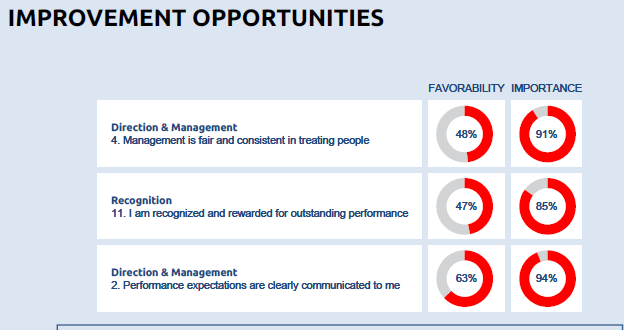 IMPROVEMENT OPPORTUNITIES
FAVORABILITY IMPORTANCE
Direction & Management
4. Management is fair and consistent in treating people
48% 91%
Recognition
11. I am recognized and rewarded for outstanding performance
47% 85%
Direction & Management
2. Performance expectations are clearly communicated to me
63% 94%